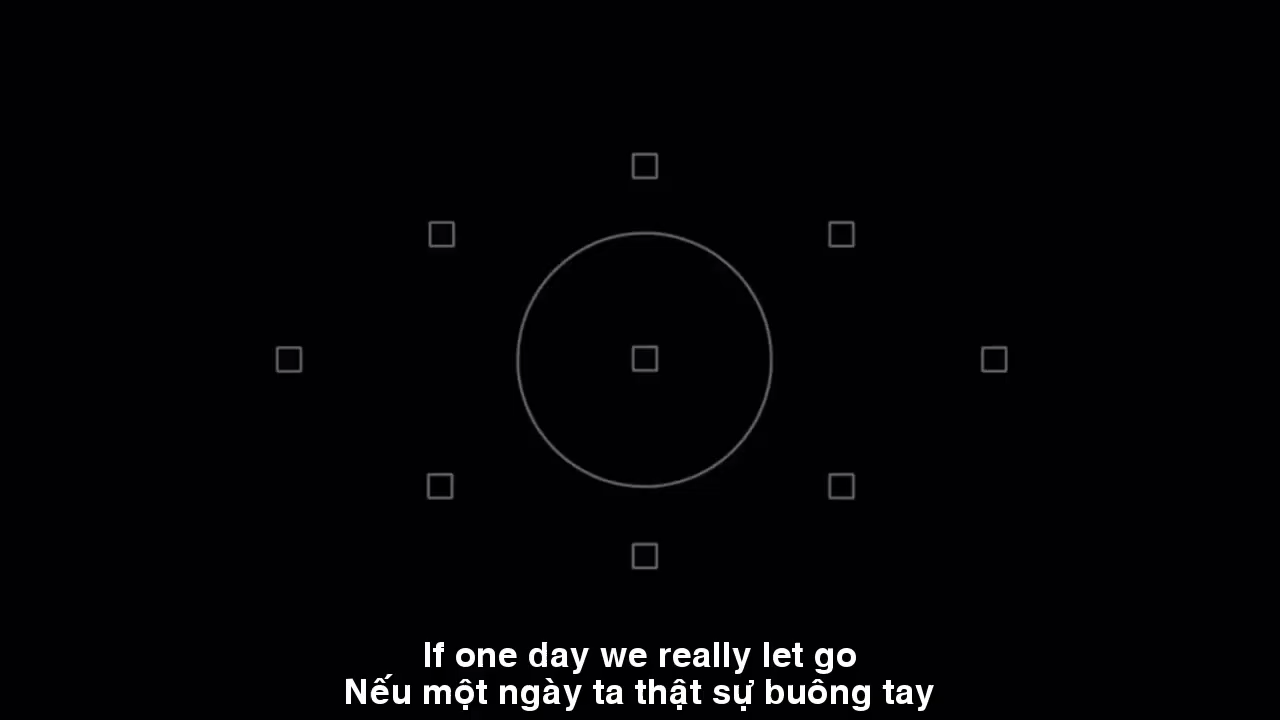 If one day we really let go
Nếu một ngày ta thật sự buông tay